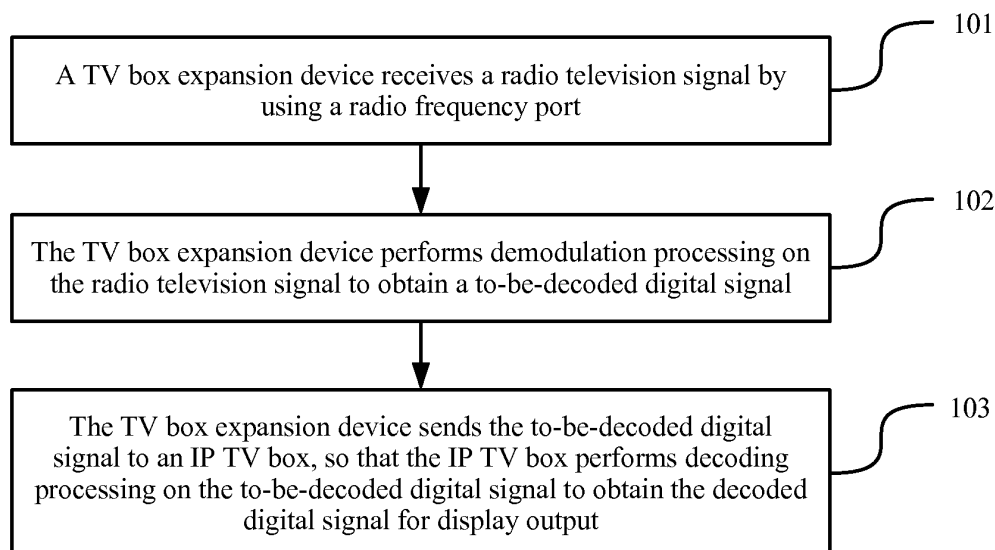 101
A TV box expansion device receives a radio television signal by
using a radio frequency port
102
The TV box expansion device performs demodulation processing on
the radio television signal to obtain a to-be-decoded digital signal
103
The TV box expansion device sends the to-be-decoded digital
signal to an IP TV box, so that the IP TV box performs decoding
processing on the to-be-decoded digital signal to obtain the decoded
digital signal for display output